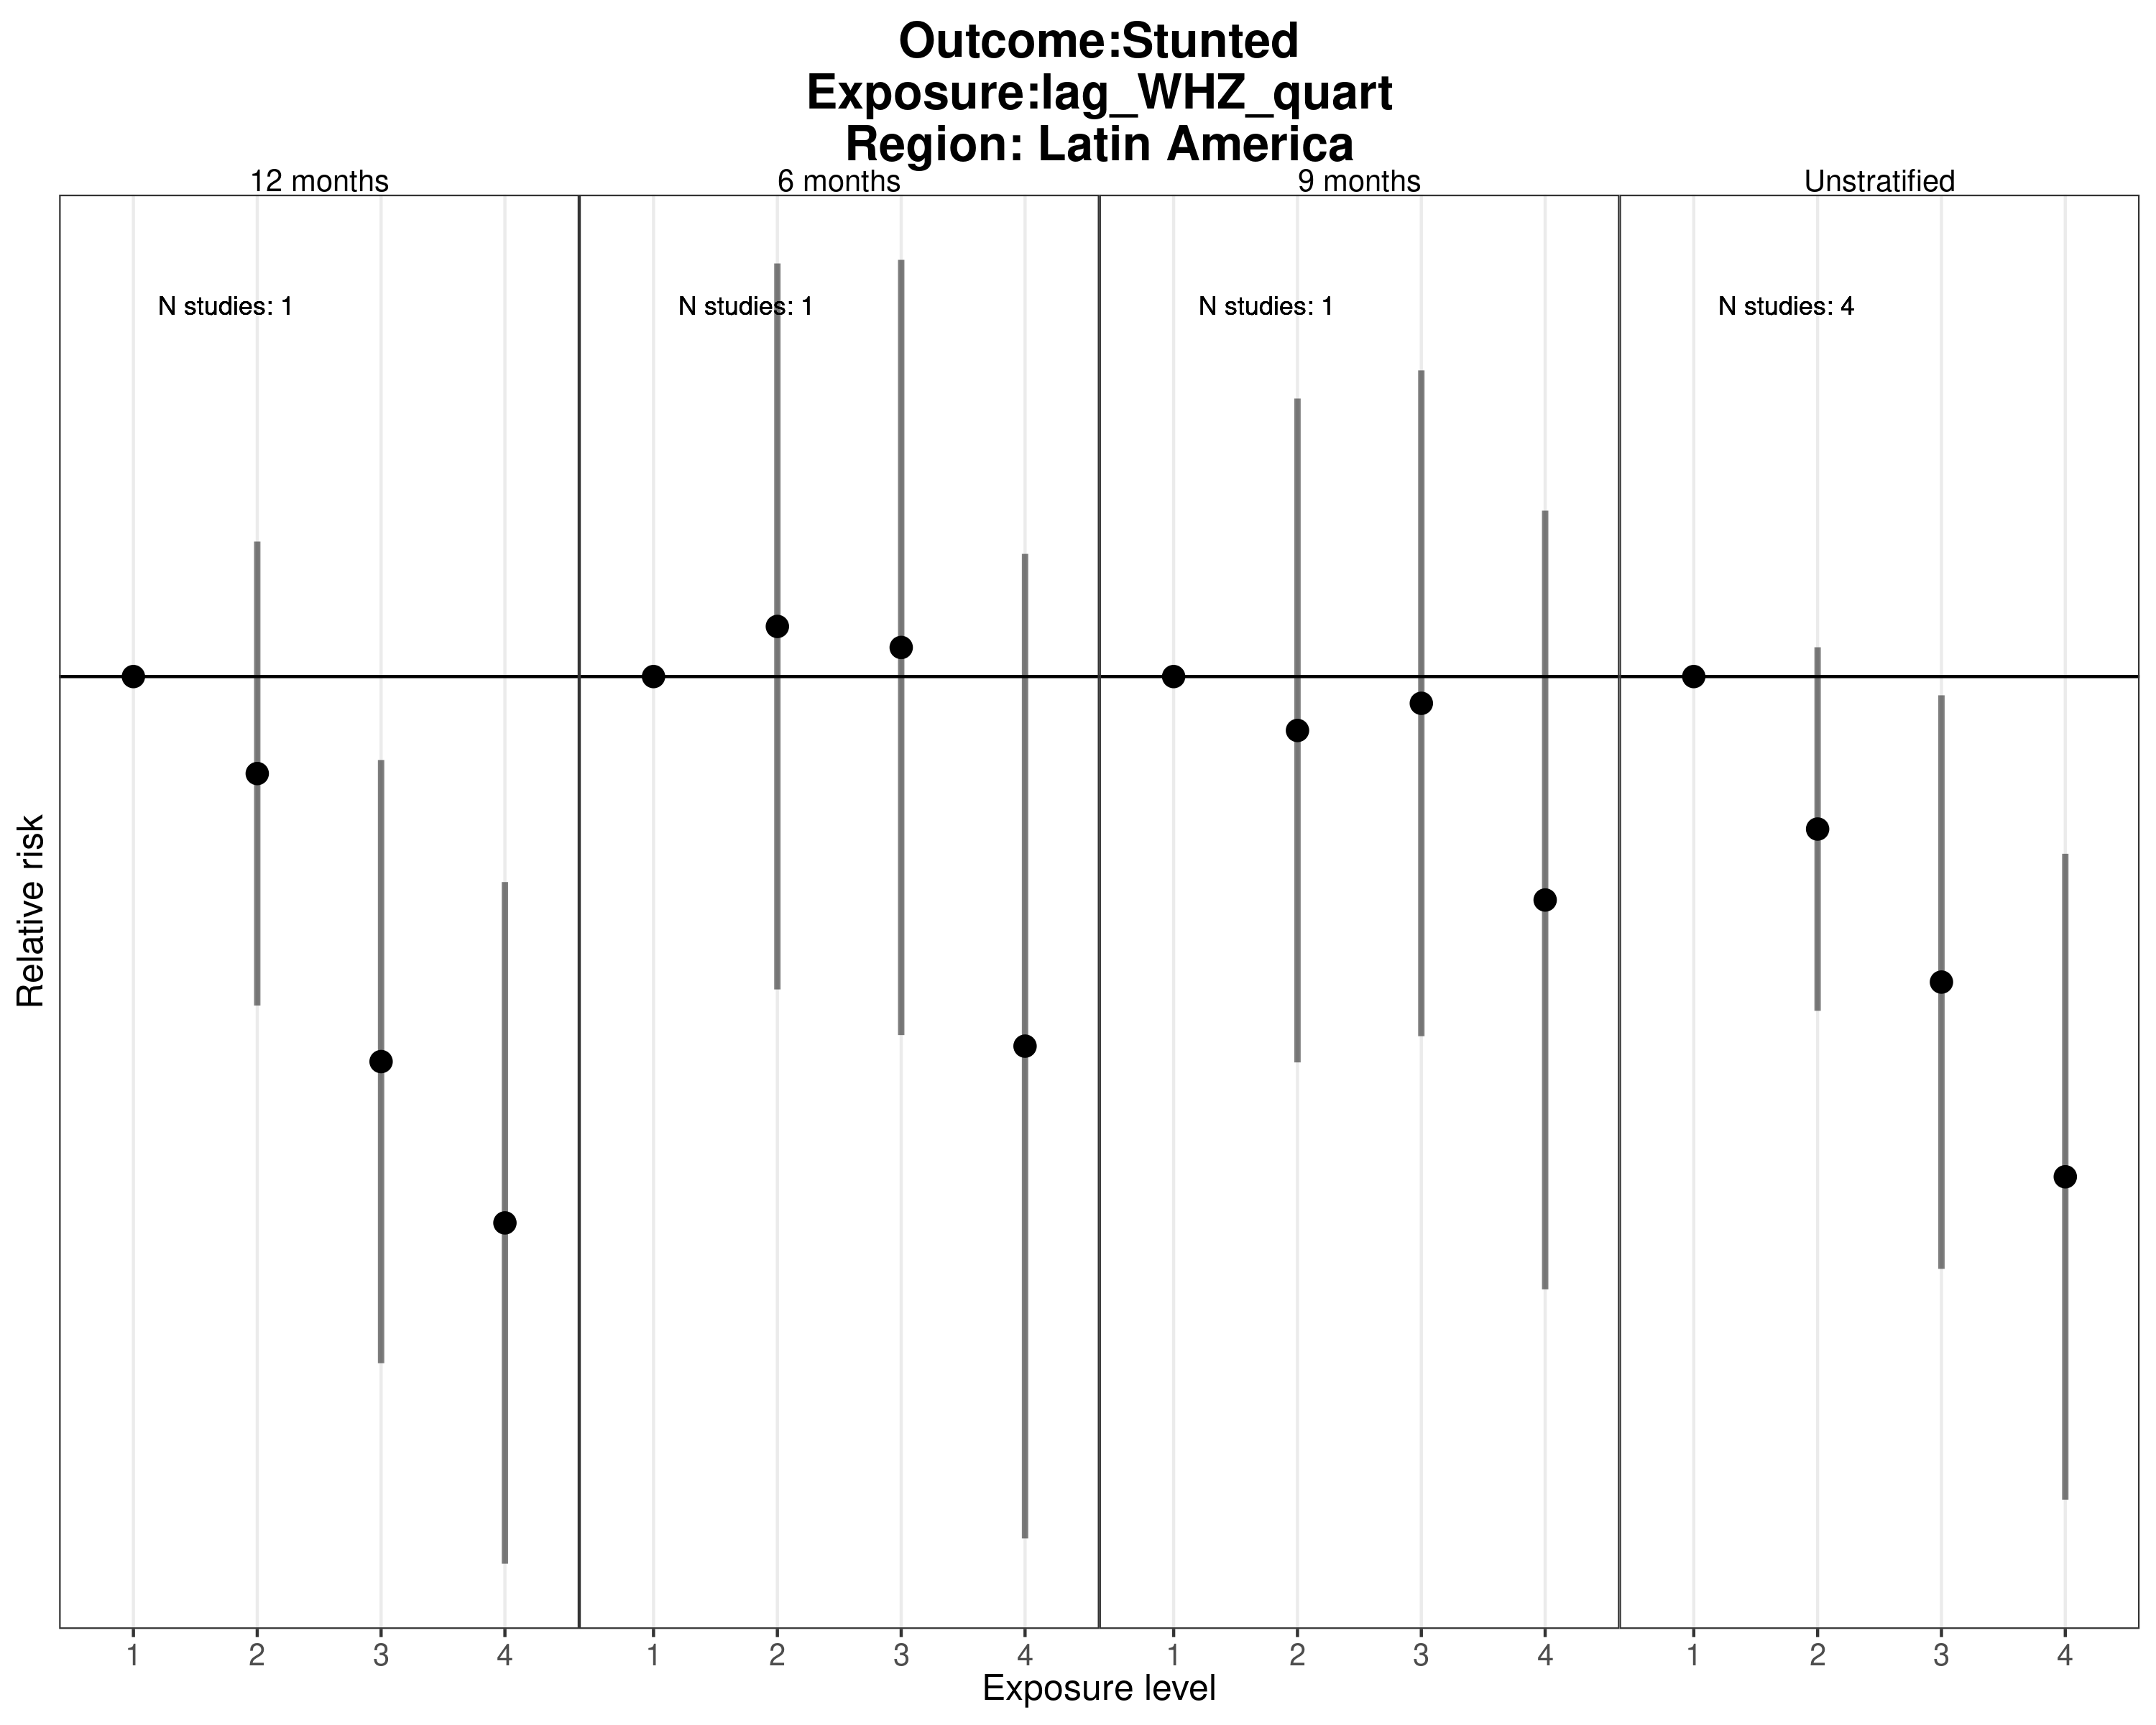 Outcome:Stunted
Exposure:lag_WHZ_quart
Region: Latin America
12 months
6 months
9 months
Unstratified
N studies: 1
N studies: 1
N studies: 1
N studies: 4
Relative risk
1 2 3 4
1 2 3 4
1 2 3 4
1 2 3 4
Exposure level